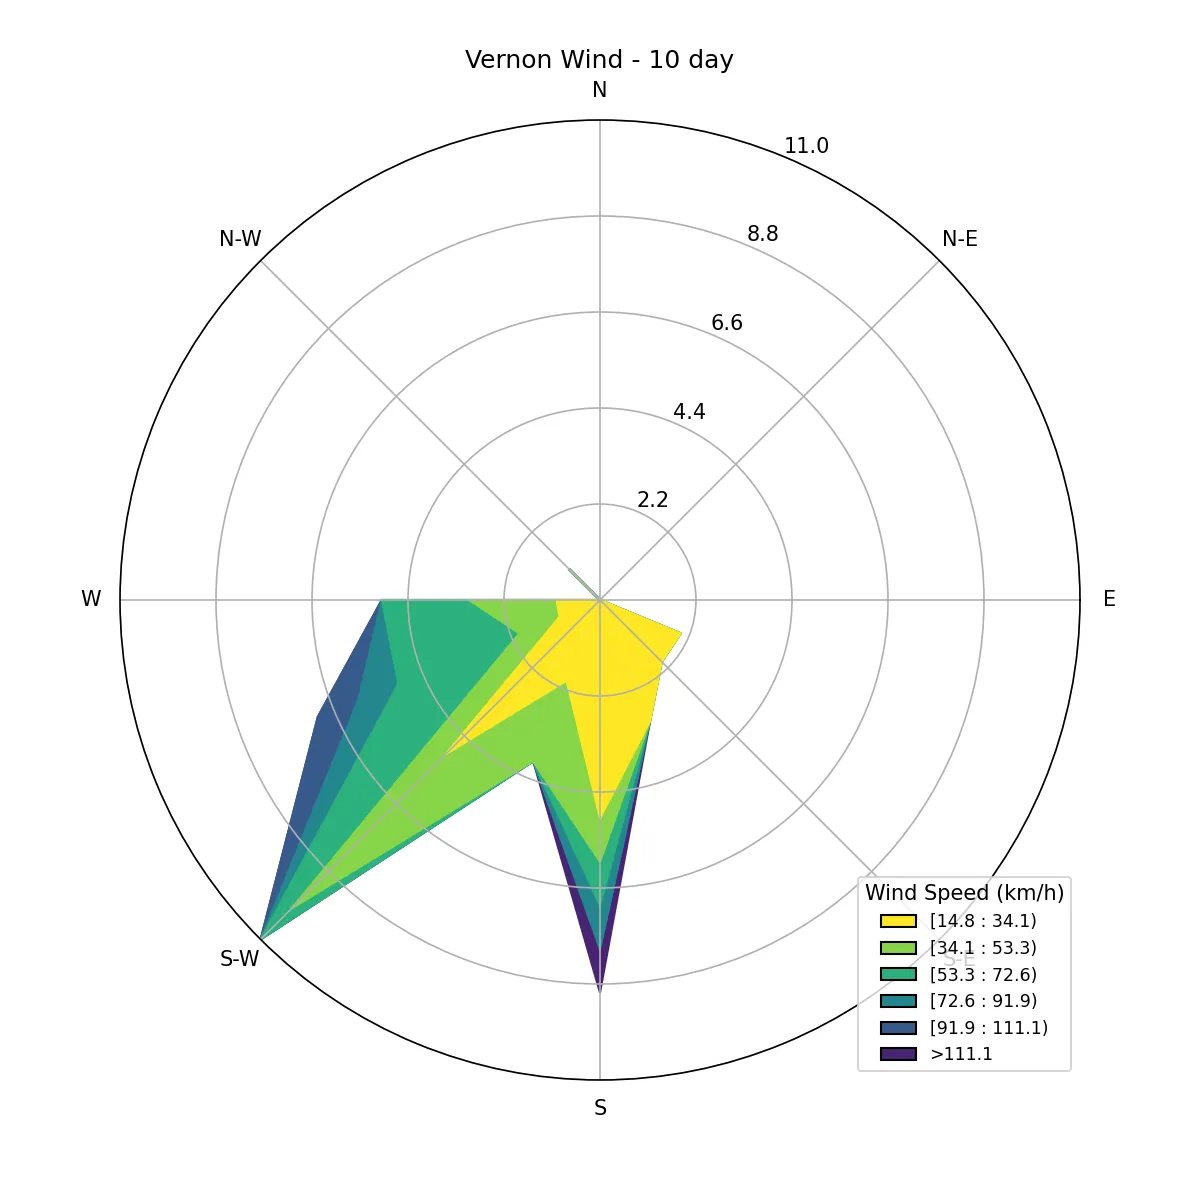 Vernon Wind - 10 day
N
11.0
N-W
8.8
N-E
6.6
4.4
2.2
W
E
S-W
S-E
S
Wind Speed (km/h)
[14.8 : 34.1)
[34.1 : 53.3)
[53.3 : 72.6)
[72.6 : 91.9)
[91.9 : 111.1)
>111.1